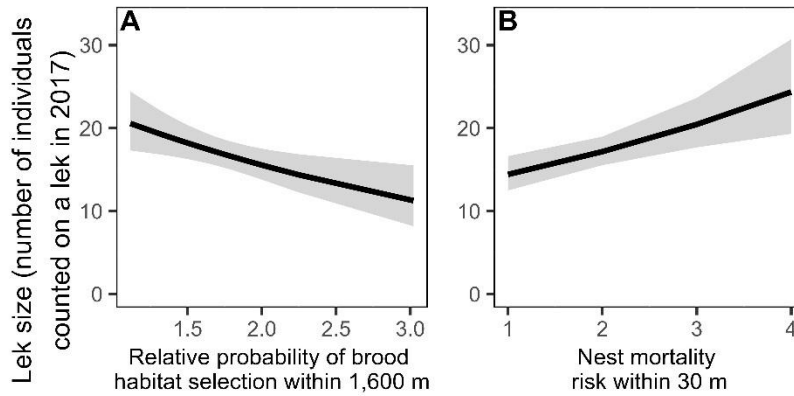 Lek size (number of individuals
counted on a lek in 2017)
A
30
20
10
0
1.5 2.0 2.5 3.0
Relative probability of brood
habitat selection within 1,600 m
B
30
20
10
0
1 2 3 4
Nest mortality
risk within 30 m